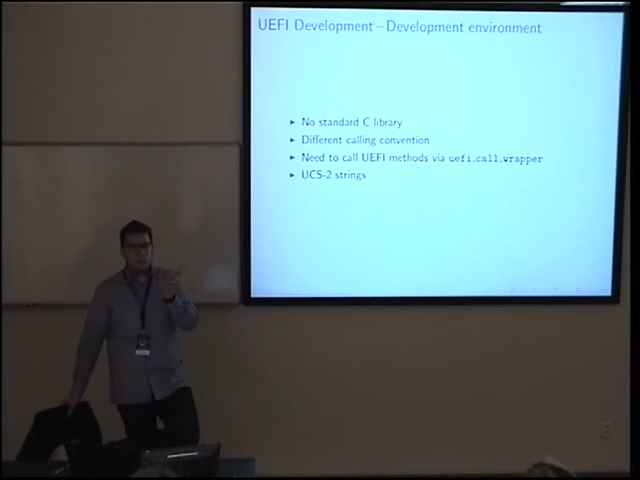 UEFI Development – Development environment
▸ No standard C library
▸ Different calling convention
▸ Need to call UEFI methods via uefi_call_wrapper
▸ UCS-2 strings